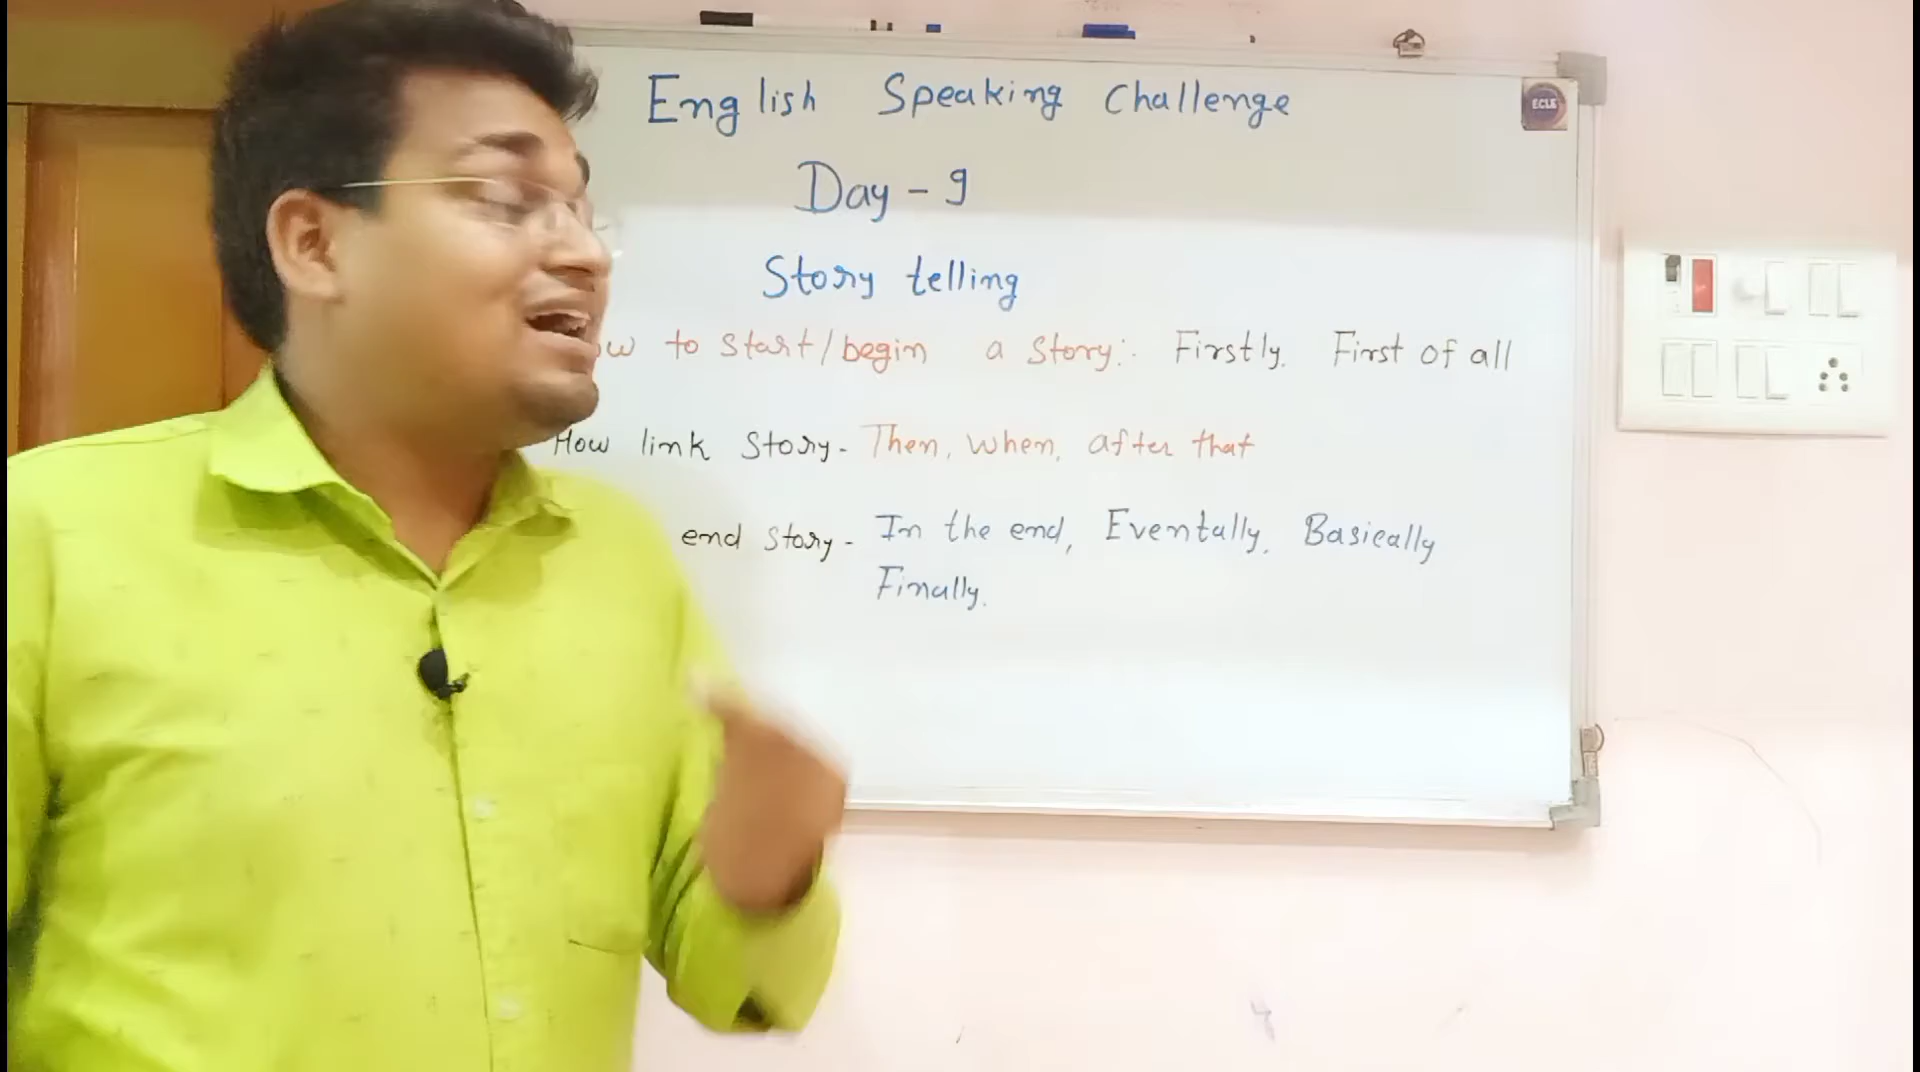 English Speaking Challenge
ECLE
Day - 9
Story telling
to start/begin a story:. Firstly. First of all
How link story - Then, when, after that
end story - In the end, Eventally, Basically
Finally.